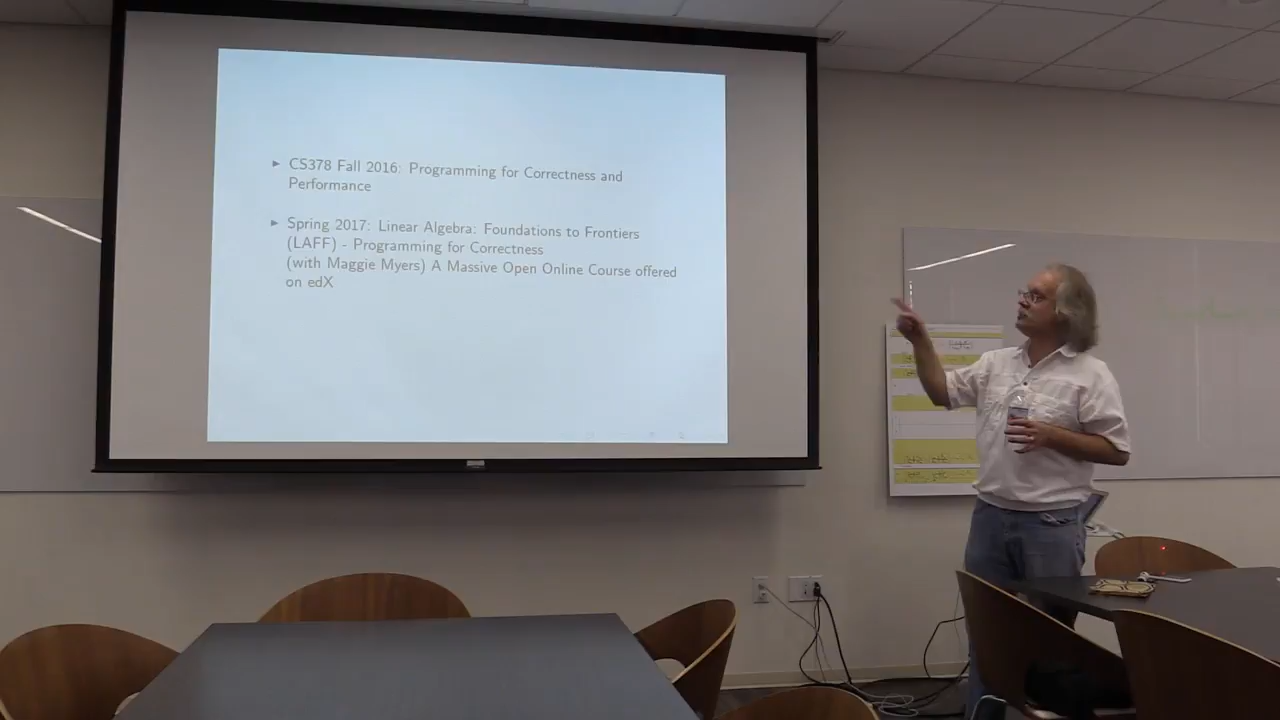 CS378 Fall 2016: Programming for Correctness and
Performance
Spring 2017: Linear Algebra: Foundations to Frontiers
(LAFF) - Programming for Correctness
(with Maggie Myers) A Massive Open Online Course offered
on edX